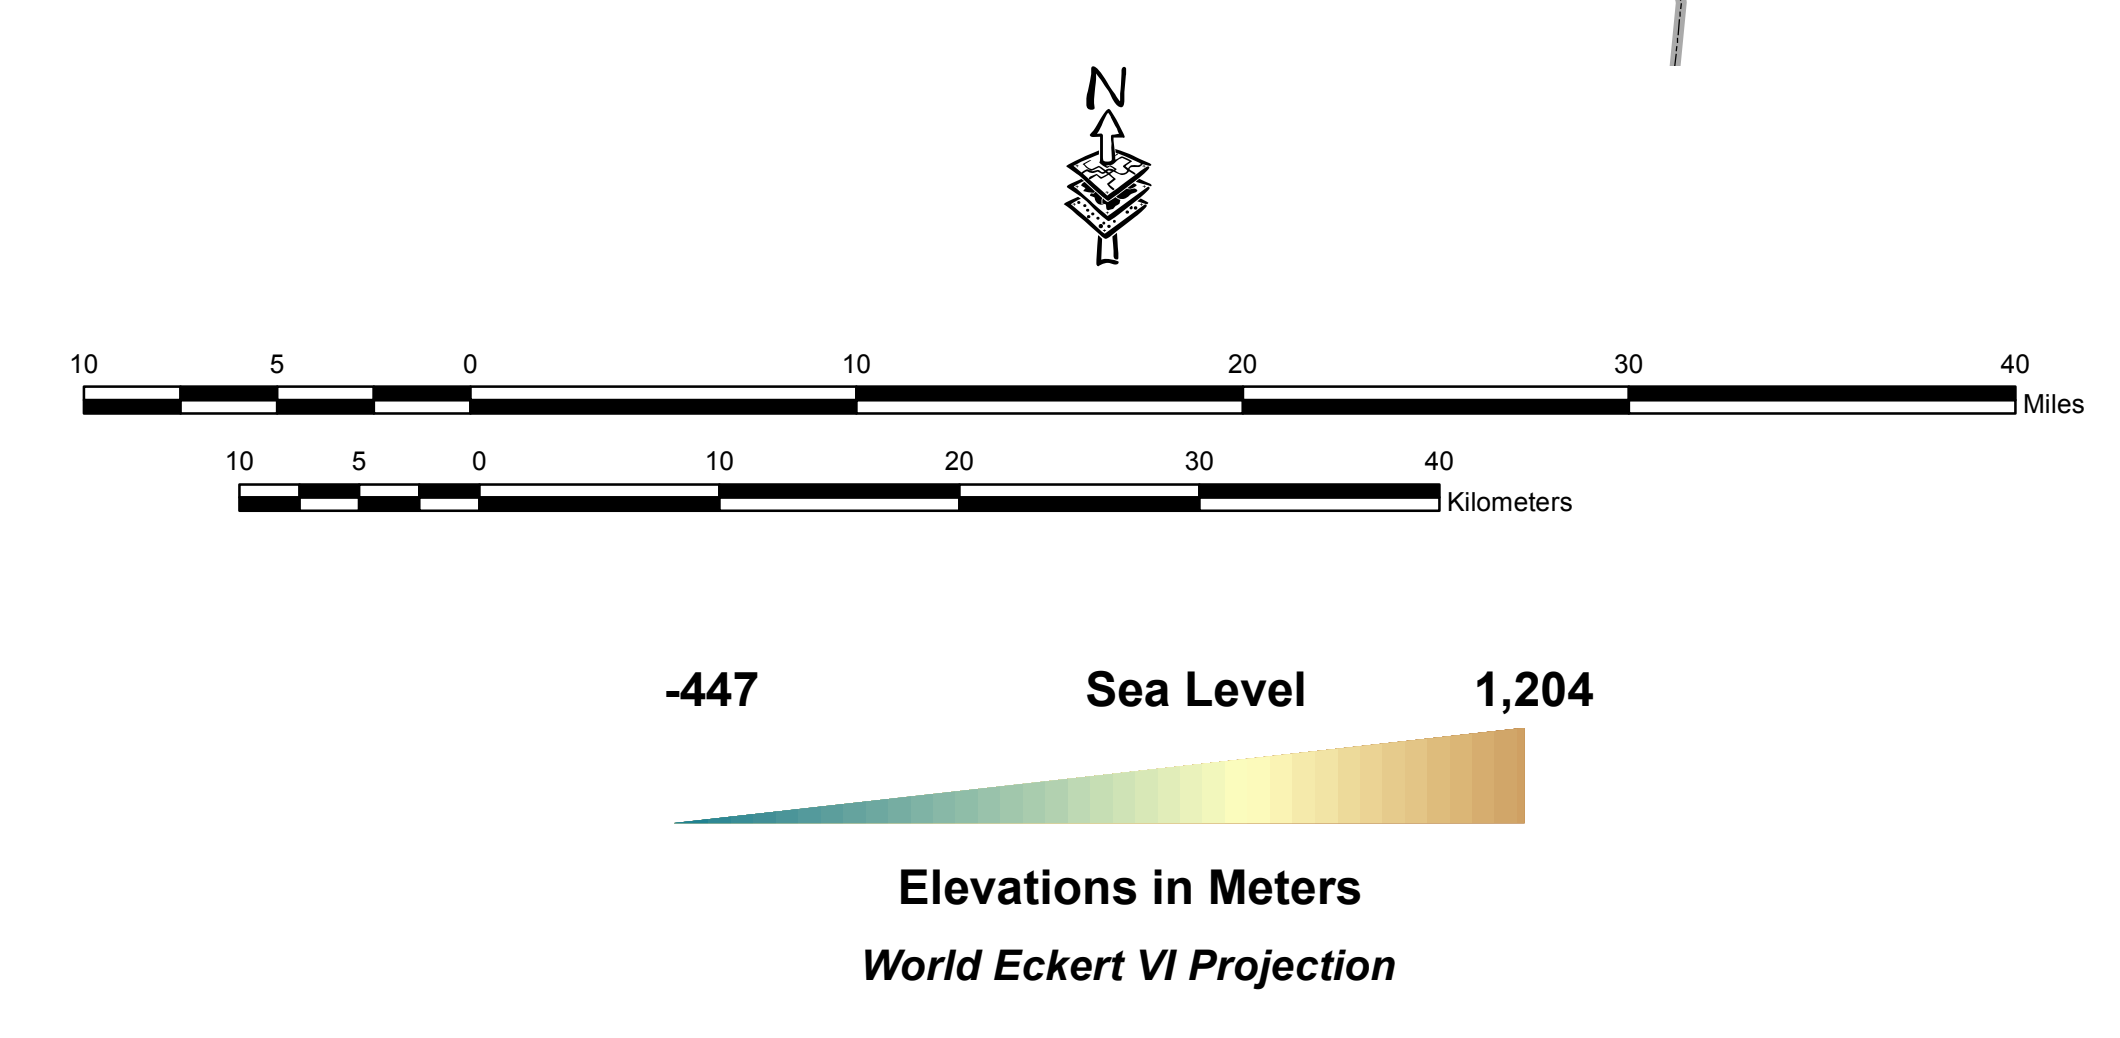 N
10 5 0 10 20 30 40
Miles
10 5 0 10 20 30 40
Kilometers
-447 Sea Level 1,204
Elevations in Meters
World Eckert VI Projection